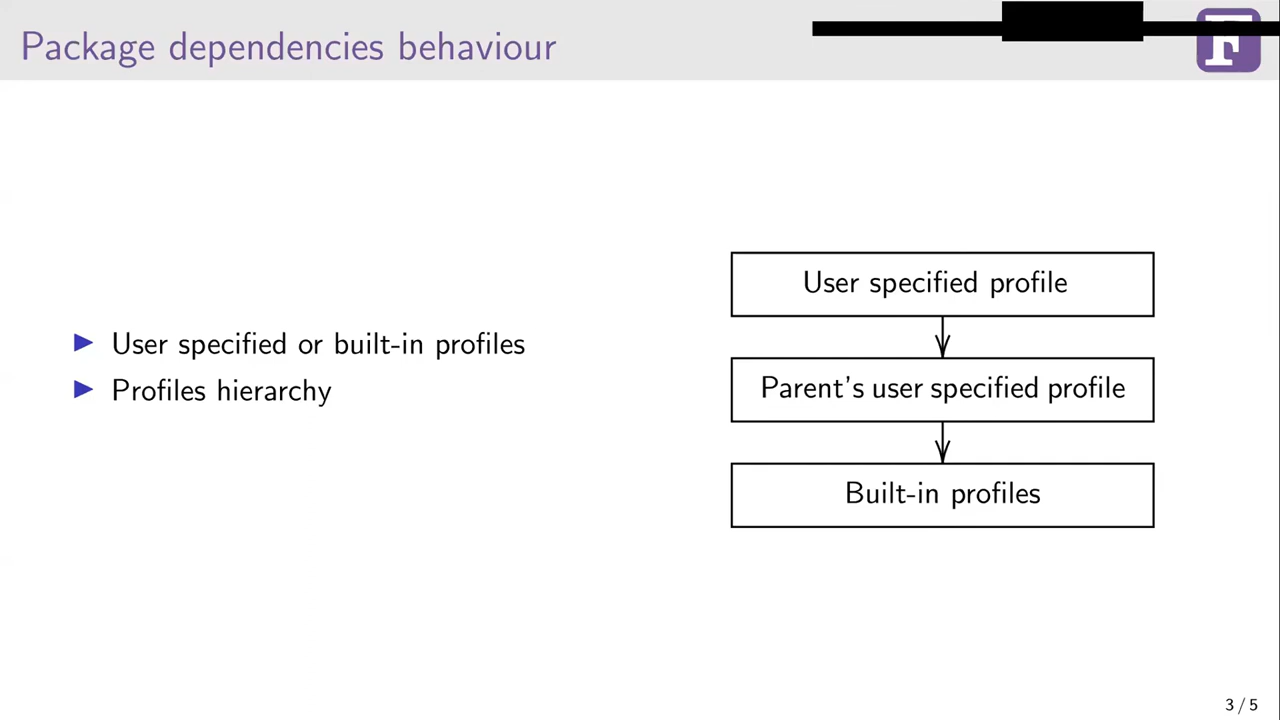 Package dependencies behaviour
F
User specified or built-in profiles
Profiles hierarchy
User specified profile
Parent's user specified profile
Built-in profiles
3 / 5